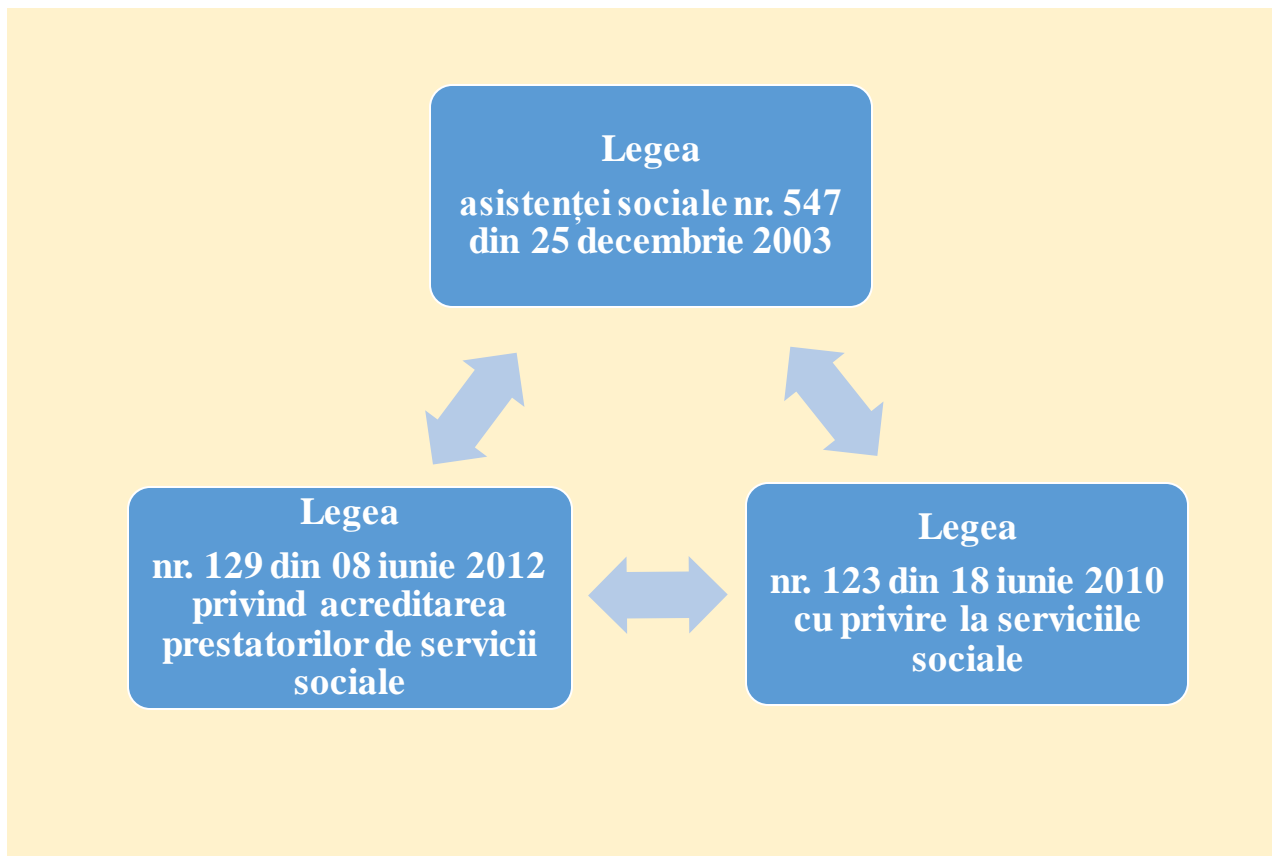 Legea
asistenței sociale nr. 547
din 25 decembrie 2003
Legea
nr. 129 din 08 iunie 2012
privind acreditarea
prestatorilor de servicii
sociale
Legea
nr. 123 din 18 iunie 2010
cu privire la serviciile
sociale